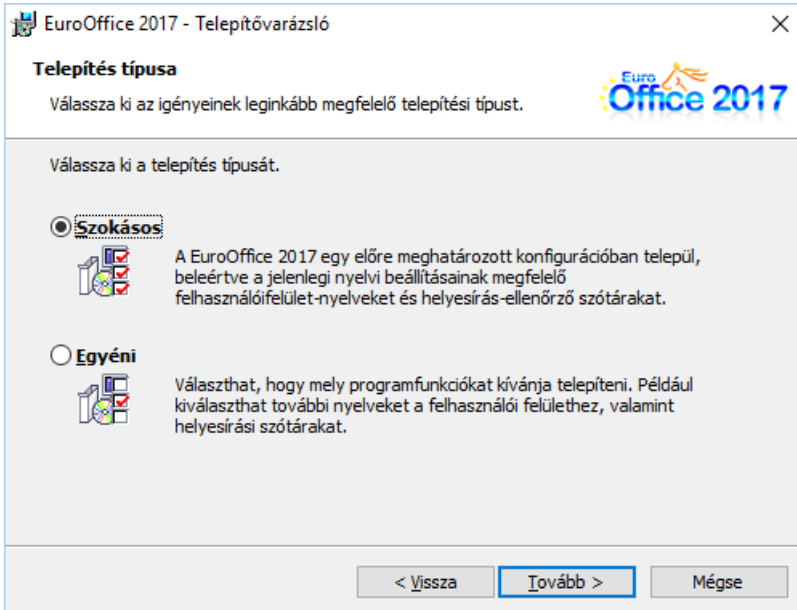 EuroOffice 2017 - Telepítővarázsló
Telepítés típusa
Válassza ki az igényeinek leginkább megfelelő telepítési típust.
Euro
Office 2017
Válassza ki a telepítés típusát.
Szokásos
A EuroOffice 2017 egy előre meghatározott konfigurációban települ,
beleértve a jelenlegi nyelvi beállításainak megfelelő
felhasználóifelület-nyelveket és helyesírás-ellenőrző szótárakat.
Egyéni
Választhat, hogy mely programfunkciókat kívánja telepíteni. Például
kiválaszthat további nyelveket a felhasználói felülethez, valamint
helyesírási szótárakat.
< Vissza
Tovább >
Mégse